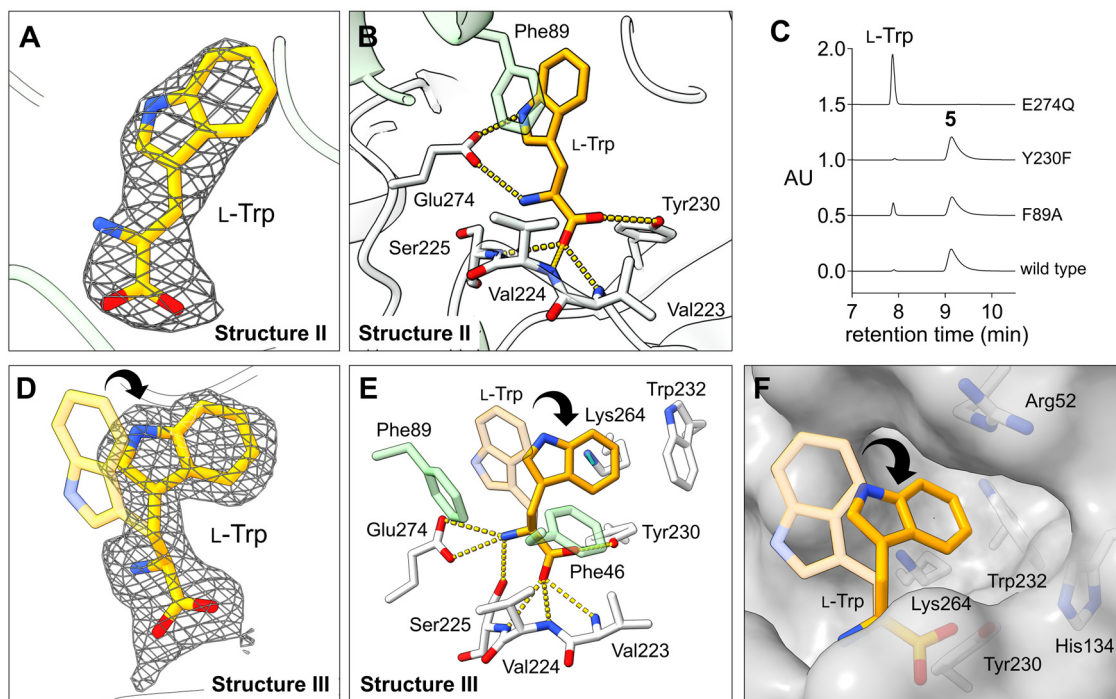 A
L-Trp
Structure II
B
Phe89
L-Trp
Glu274
Tyr230
Ser225
Val224
Val223
Structure II
C
L-Trp
2.0
1.5
1.0
0.5
0.0
AU
E274Q
5
Y230F
F89A
wild type
7 8 9 10
retention time (min)
D
L-Trp
Structure III
E
L-Trp
Trp232
Lys264
Phe89
Glu274
Tyr230
Phe46
Ser225
Val224
Val223
Structure III
F
Arg52
Trp232
L-Trp
Lys264
His134
Tyr230